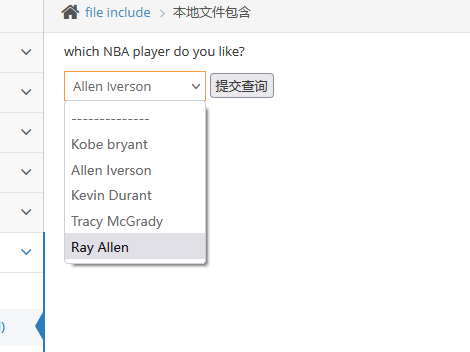 file include > 本地文件包含
which NBA player do you like?
Allen Iverson 提交查询
--------------
Kobe bryant
Allen Iverson
Kevin Durant
Tracy McGrady
Ray Allen
)